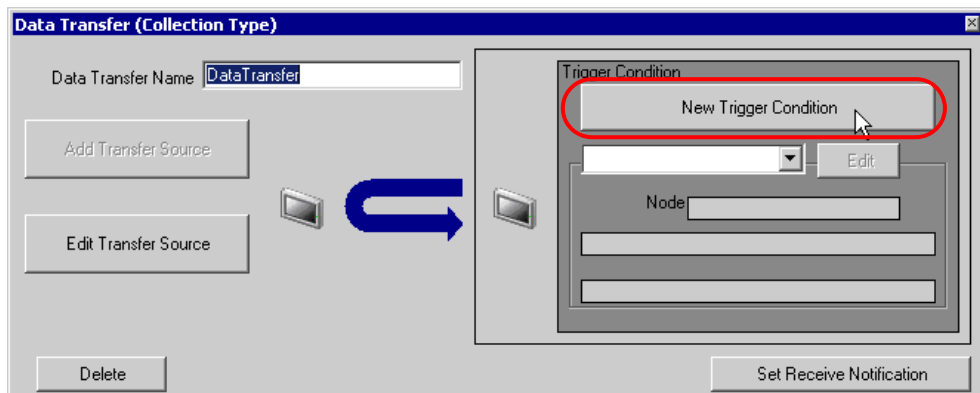 Data Transfer (Collection Type)
Data Transfer Name DataTransfer
Add Transfer Source
Edit Transfer Source
Delete
Trigger Condition
New Trigger Condition
Edit
Node
Set Receive Notification